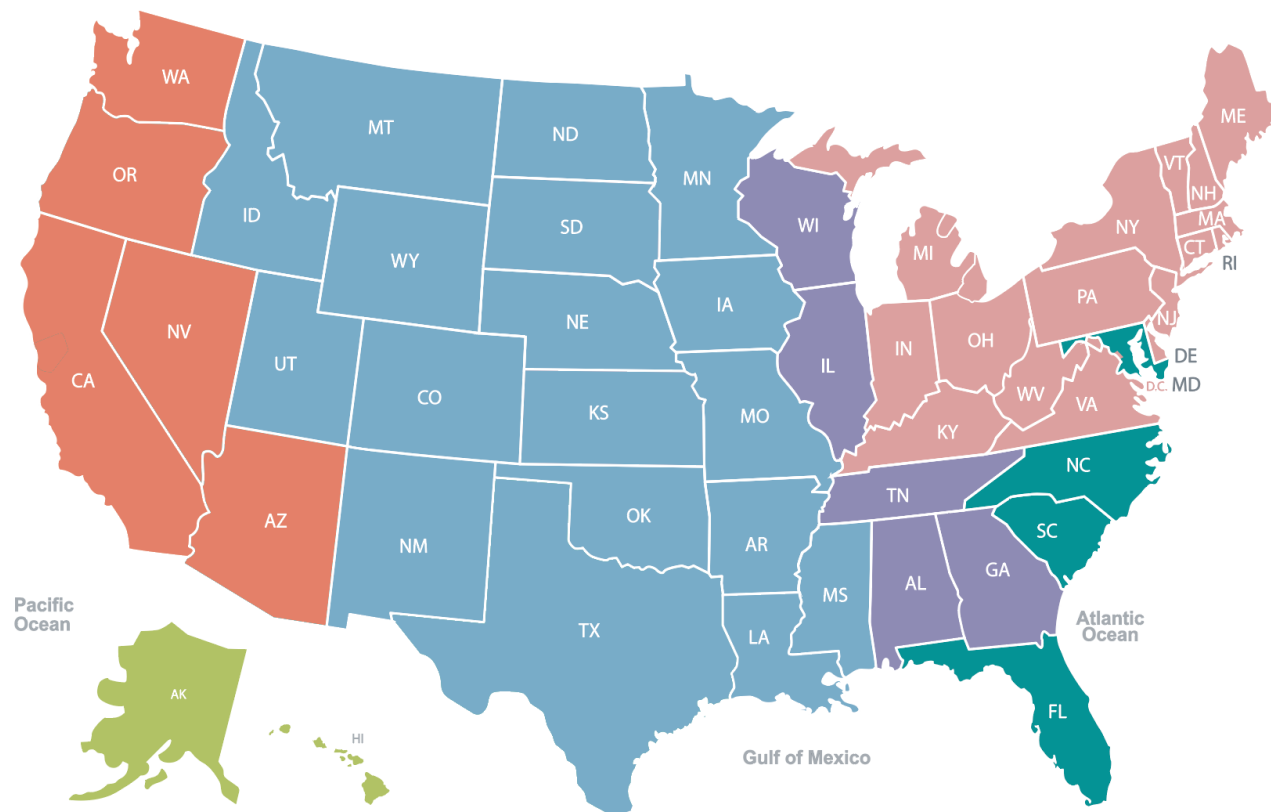 WA
ME
MT
ND
VT
OR
MN
NH
ID
MA
SD
WI
NY
CT
MI
RI
WY
PA
IA
NE
NJ
OH
IN
DE
UT
NV
IL
CA
D.C.
MD
CO
WV
KS
MO
VA
KY
NC
TN
OK
AZ
SC
NM
AR
GA
AL
MS
Pacific
Ocean
Atlantic
Ocean
TX
LA
AK
FL
HI
Gulf of Mexico